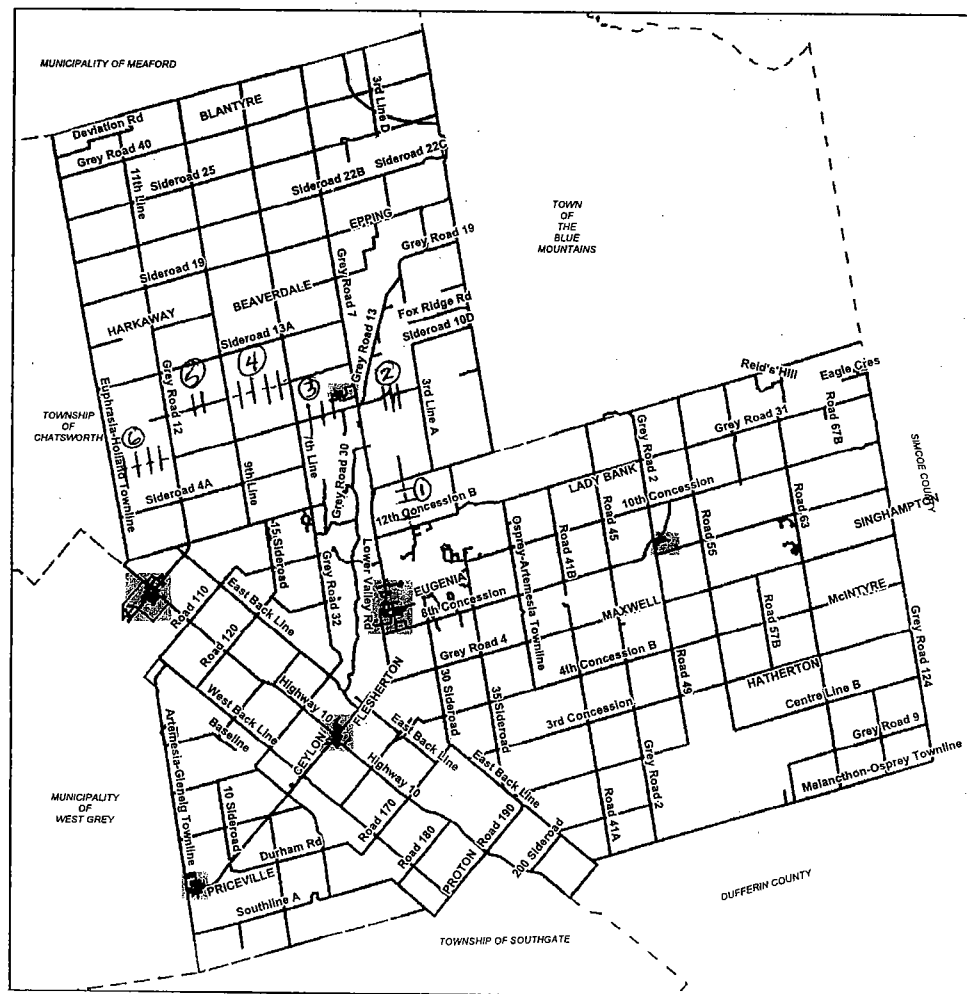 MUNICIPALITY OF MEAFORD
BLANTYRE
3rd Line D
Deviation Rd
Grey Road 40
11th Line
Sideroad 25
Sideroad 22B
Sideroad 22C
TOWN
OF
THE
BLUE
MOUNTAINS
EPPING
Grey Road 19
Sideroad 19
BEAVERDALE
Grey Road 7
Grey Road 13
Fox Ridge Rd
Sideroad 10D
HARKAWAY
Sideroad 13A
Euphrasia-Holland Townline
Grey Road 12
5
4
3
2
3rd Line A
Reid's Hill
Eagle Cres
TOWNSHIP
OF
CHATSWORTH
6
9th Line
7th Line
Grey Road 30
1
Grey Road 2
Grey Road 31
Road 67B
SIMCOE COUNTY
Sideroad 4A
12th Concession B
LADY BANK
10th Concession
15 Sideroad
Grey Road 32
Lower Valley Rd
Osprey-Artemesia Townline
Road 41B
Road 45
Road 55
Road 63
SINGHAMPTON
EUGENIA
8th Concession
Road 110
East Back Line
Road 120
MAXWELL
Road 57B
McINTYRE
Grey Road 4
4th Concession B
Grey Road 124
Highway 10
FLESHERTON
30 Sideroad
35 Sideroad
3rd Concession
Road 49
HATHERTON
Centre Line B
West Back Line
Baseline
Artemesia-Glenelg Townline
CEYLON
East Back Line
Highway 10
East Back Line
Grey Road 2
Grey Road 9
Melancthon-Osprey Townline
MUNICIPALITY
OF
WEST GREY
10 Sideroad
Road 170
Road 180
Road 190
200 Sideroad
Road 41A
Durham Rd
PRICEVILLE
PROTON
Southline A
DUFFERIN COUNTY
TOWNSHIP OF SOUTHGATE